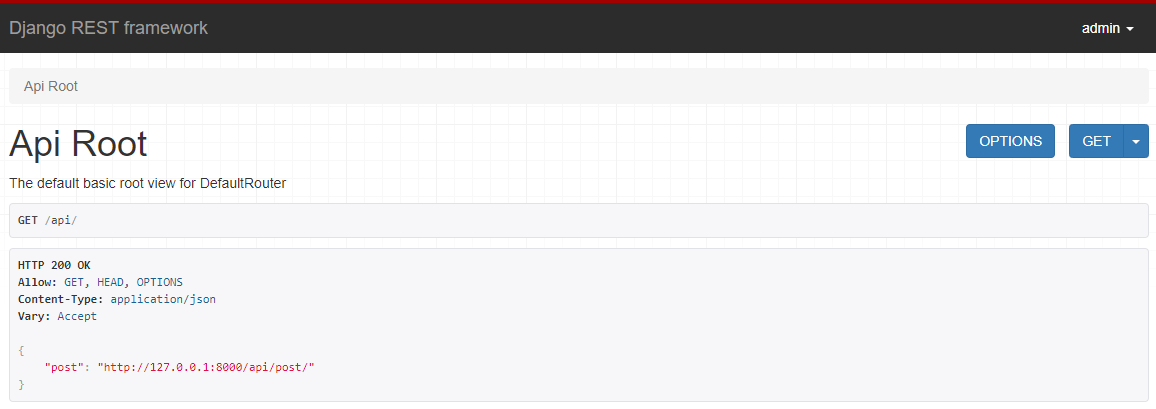 Django REST framework
admin
Api Root
Api Root
OPTIONS
GET
The default basic root view for DefaultRouter
GET /api/
HTTP 200 OK
Allow: GET, HEAD, OPTIONS
Content-Type: application/json
Vary: Accept
{
    "post": "http://127.0.0.1:8000/api/post/"
}